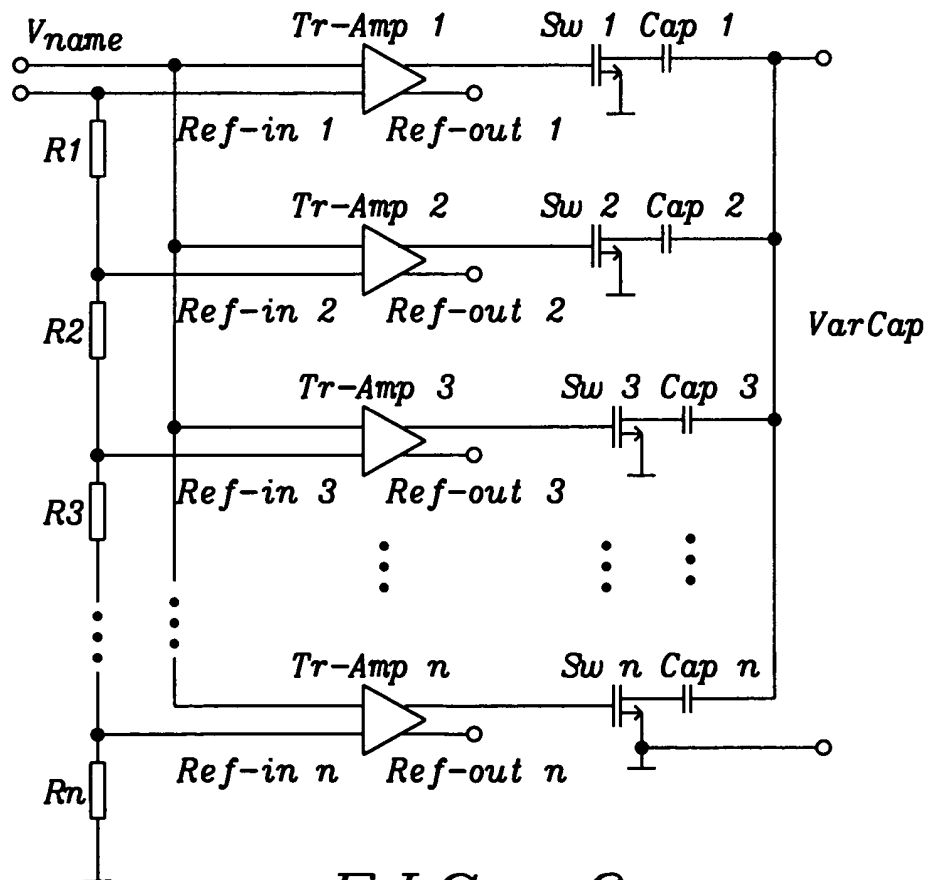 Vname
Tr-Amp 1
Sw 1 Cap 1
R1
Ref-in 1 Ref-out 1
Tr-Amp 2
Sw 2 Cap 2
R2
Ref-in 2 Ref-out 2
VarCap
Tr-Amp 3
Sw 3 Cap 3
R3
Ref-in 3 Ref-out 3
Tr-Amp n
Sw n Cap n
Ref-in n Ref-out n
Rn